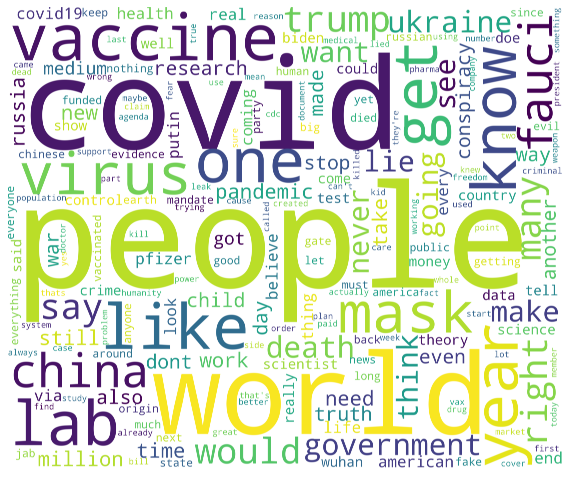 covid19 keep health real trump ukraine since number doe
last reason using something
true medical lied russian
vaccine well biden want
russia came dead wrong medium nothing research human could see conspiracy company president fauci
covid get know
new funded maybe use mean document pharma
show claim fear coming made yet
agenda putin party died they're evil
chinese support evidence cdc big knew two weapon
virus one stop lie way
population part leak killed freedom criminal
everyone control earth mandate pandemic come every country
trying cause can't kid used
war vaccinated test going many another
yet doctor called created working
people
kill got gate never take public point
said pfizer good let care money getting
everything thats power believe must whole
say crime child day thing america actually fact data tell
humanity anyone look
like mask right
system problem order plan paid back week start science make
still death theory
always case around dont work side news long scientist even lot member
china world year
via also need think today
find study origin that's better really truth vax drug
already much life market
lab would government
next great
million jab time bill state wuhan american fake cover first end